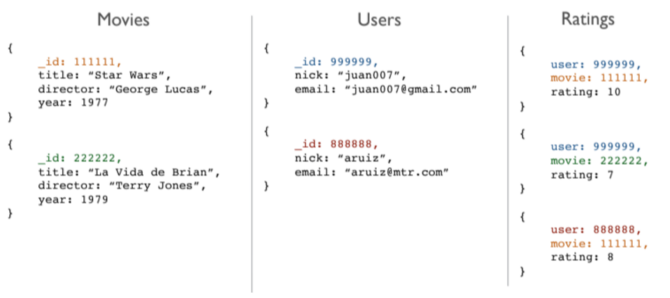 Movies
{
_id: 111111,
title: “Star Wars”,
director: “George Lucas”,
year: 1977
}
{
_id: 222222,
title: “La Vida de Brian”,
director: “Terry Jones”,
year: 1979
}
Users
{
_id: 999999,
nick: “juan007”,
email: “juan007@gmail.com”
}
{
_id: 888888,
nick: “aruiz”,
email: “aruiz@mtr.com”
}
Ratings
{
user: 999999,
movie: 111111,
rating: 10
}
{
user: 999999,
movie: 222222,
rating: 7
}
{
user: 888888,
movie: 111111,
rating: 8
}